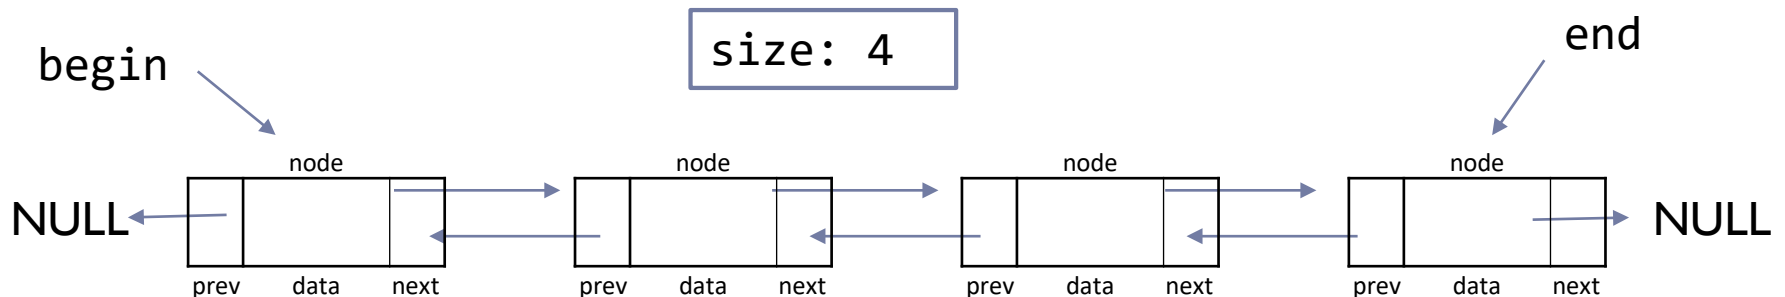 begin
size: 4
end
node
node
node
node
NULL
NULL
prev data next
prev data next
prev data next
prev data next